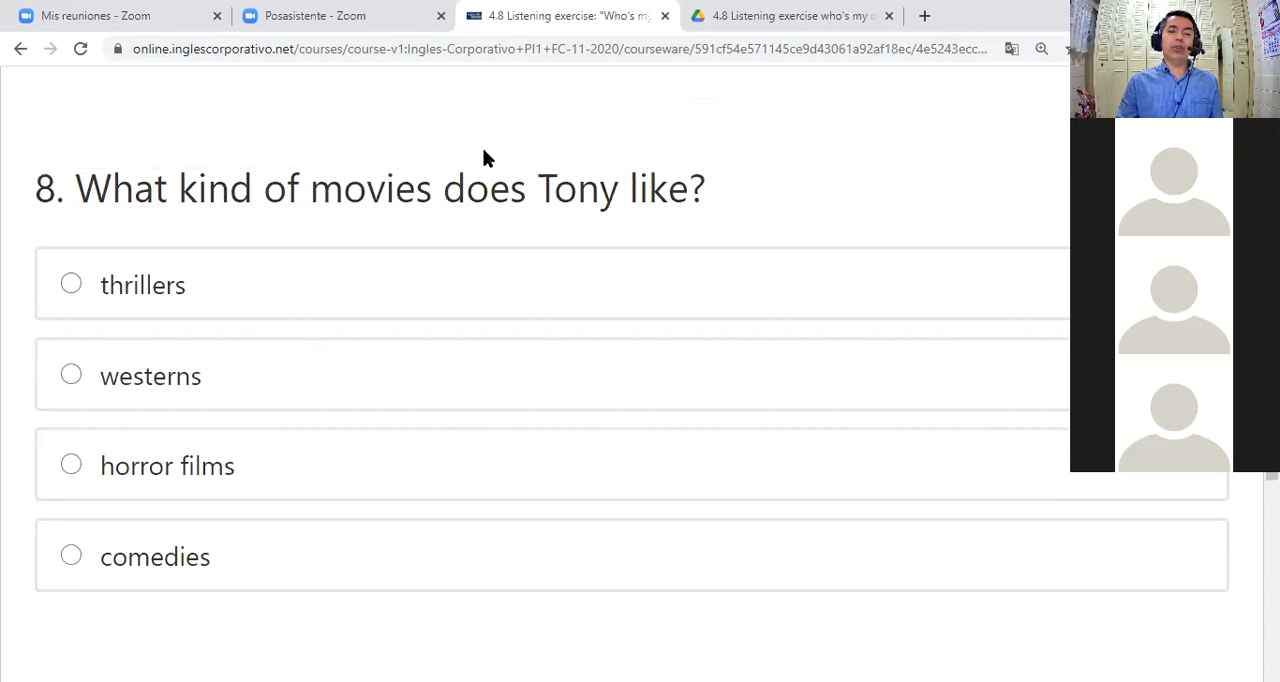 Mis reuniones - Zoom
Posasistente - Zoom
4.8 Listening exercise: "Who's my
4.8 Listening exercise who's my o
online.inglescorporativo.net/courses/course-v1:Ingles-Corporativo+PI1+FC-11-2020/courseware/591cf54e571145ce9d43061a92af18ec/4e5243ecc...
8. What kind of movies does Tony like?
thrillers
westerns
horror films
comedies